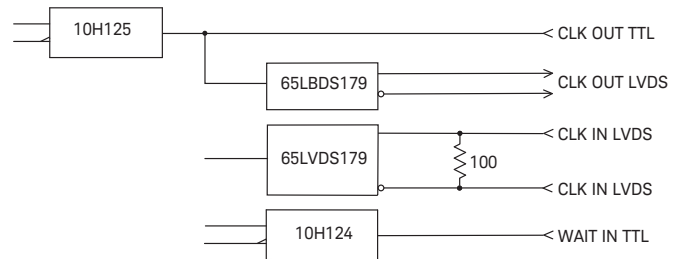 10H125
CLK OUT TTL
65LBDS179
CLK OUT LVDS
CLK IN LVDS
65LVDS179
100
CLK IN LVDS
10H124
WAIT IN TTL